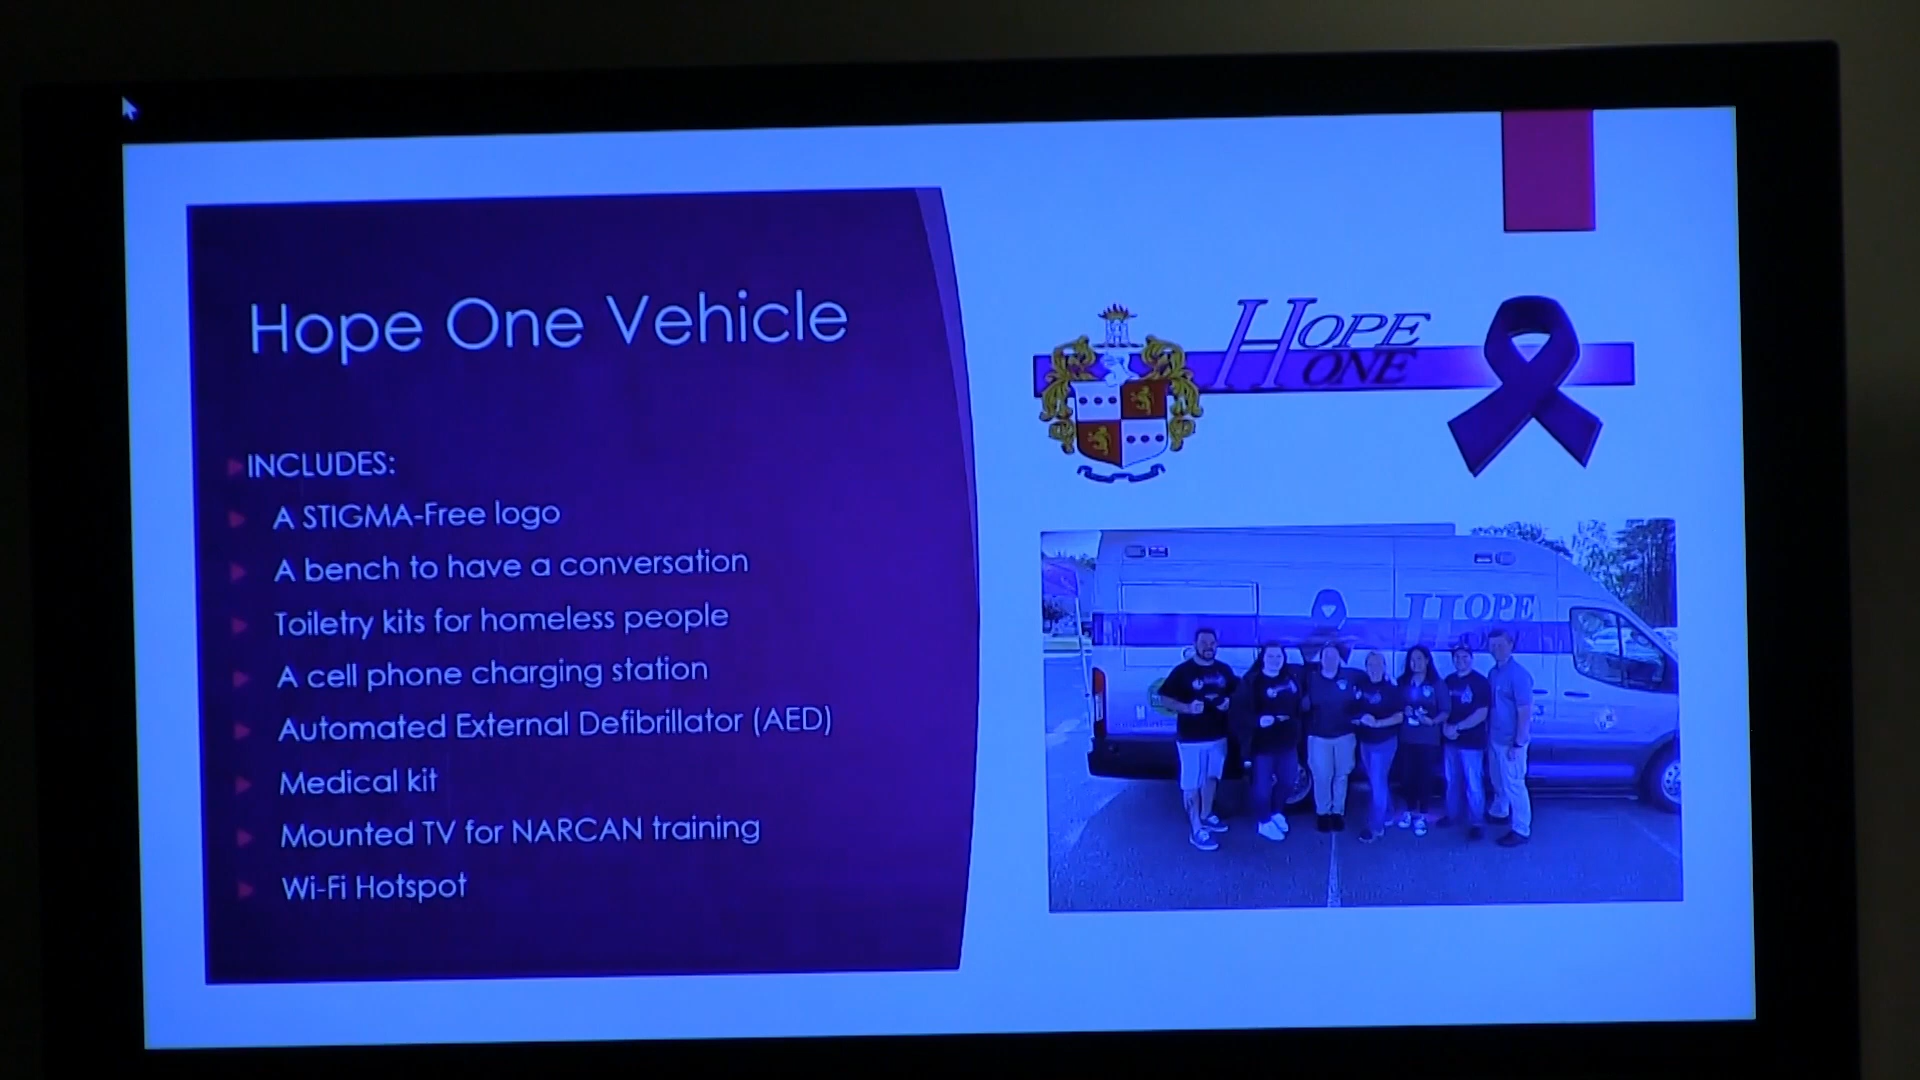 Hope One Vehicle
INCLUDES:
A STIGMA-Free logo
A bench to have a conversation
Toiletry kits for homeless people
A cell phone charging station
Automated External Defibrillator (AED)
Medical kit
Mounted TV for NARCAN training
Wi-Fi Hotspot
HOPE
ONE
HOPE